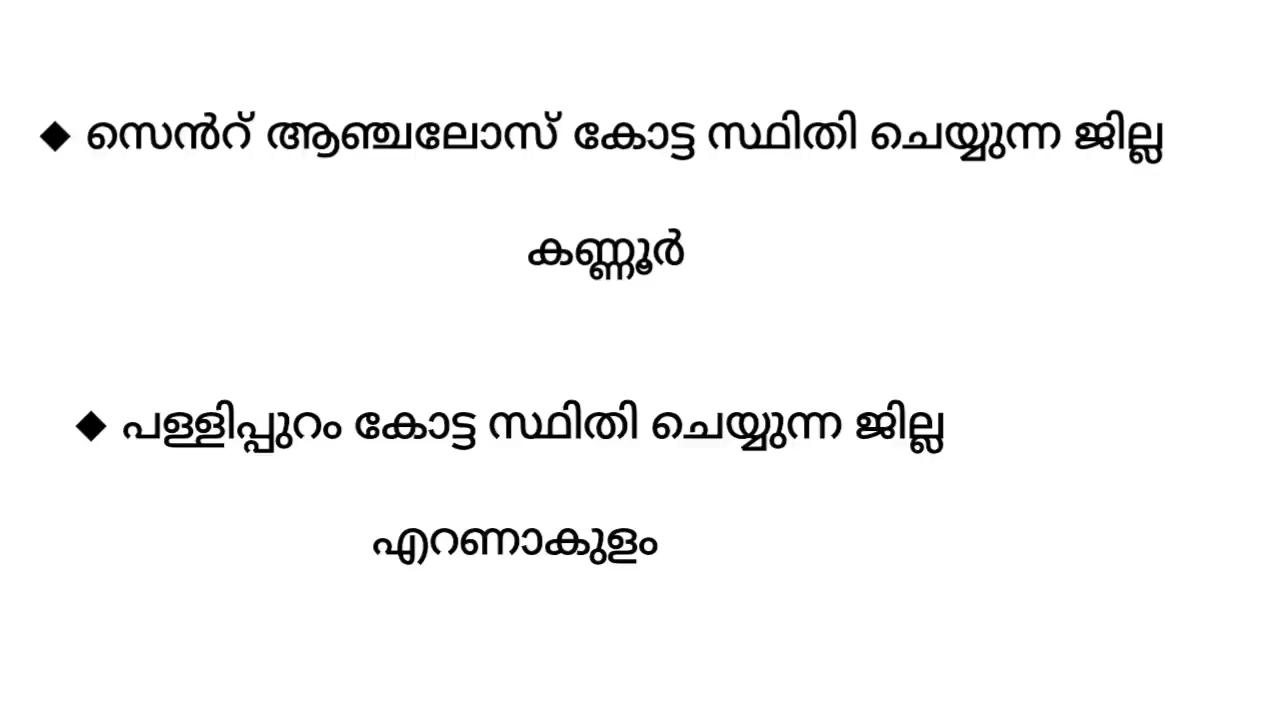 ◆ സെൻറ് ആഞ്ചലോസ് കോട്ട സ്ഥിതി ചെയ്യുന്ന ജില്ല
കണ്ണൂർ
◆ പള്ളിപ്പുറം കോട്ട സ്ഥിതി ചെയ്യുന്ന ജില്ല
എറണാകുളം